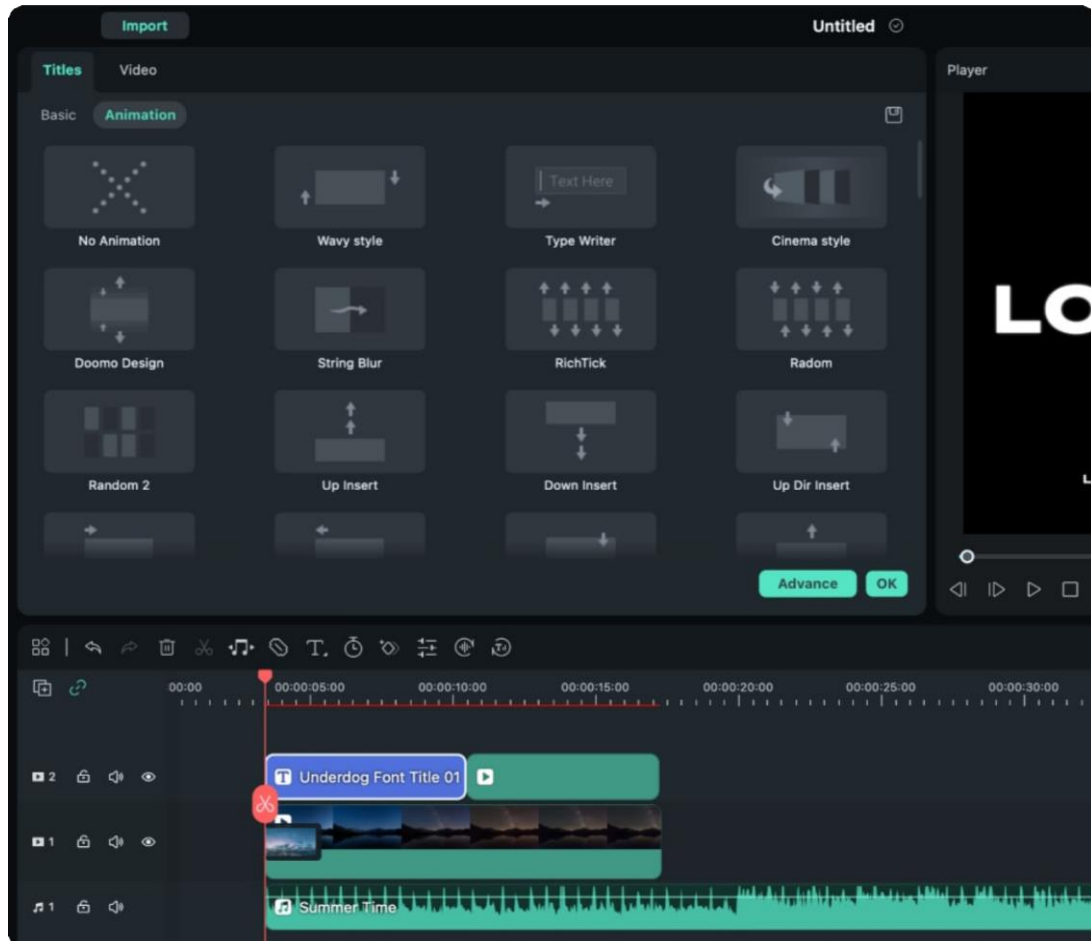 Import
Untitled
Titles Video
Player
Basic Animation
Text Here
No Animation Wavy style Type Writer Cinema style
Doomo Design String Blur RichTick Radom
Random 2 Up Insert Down Insert Up Dir Insert
LO
L
Advance OK
:00:00 00:00:05:00 00:00:10:00 00:00:15:00 00:00:20:00 00:00:25:00 00:00:30:00
2 T Underdog Font Title 01
1
1 Summer Time